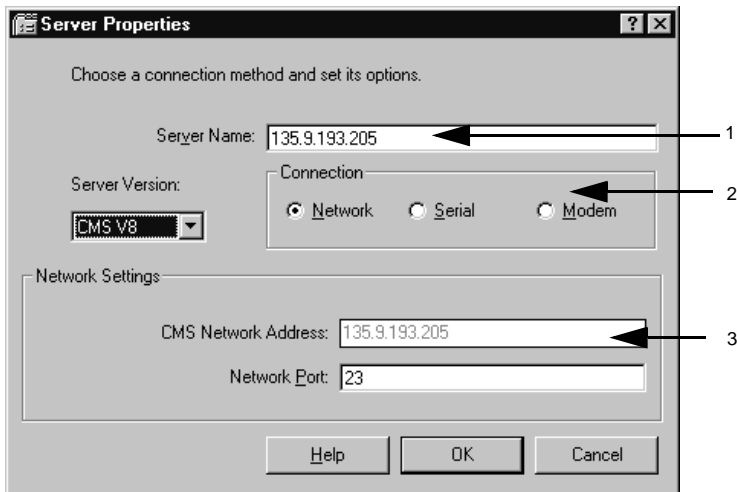 Server Properties
Choose a connection method and set its options.
Server Name: 135.9.193.205
1
Server Version:
CMS V8
Connection
Network Serial Modem
2
Network Settings
CMS Network Address: 135.9.193.205
3
Network Port: 23
Help OK Cancel